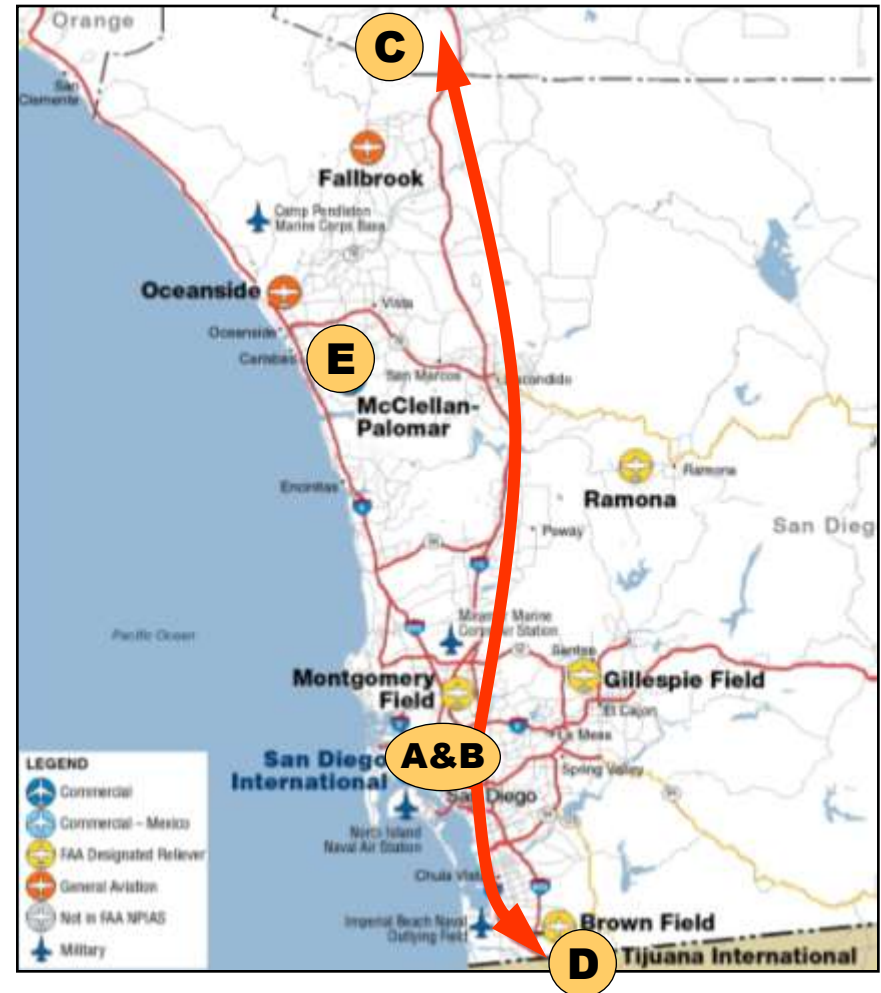 Orange
C
San
Clemente
Fallbrook
Camp Pendleton
Marine Corps Base
Oceanside
Vista
Oceanside
Carlsbad
E
San Marcos
Escondido
McClellan-
Palomar
Ramona
Ramona
Encinitas
5
Poway
San Dieg
15
Pacific Ocean
Miramar Marine
Corps Air Station
Santee
Montgomery
Field
Gillespie Field
El Cajon
La Mesa
San Diego
International
A&B
Spring Valley
San Diego
North Island
Naval Air Station
Chula Vista
Imperial Beach Naval
Outlying Field
Brown Field
D
Tijuana International
LEGEND
Commercial
Commercial – Mexico
FAA Designated Reliever
General Aviation
Not in FAA NPIAS
Military